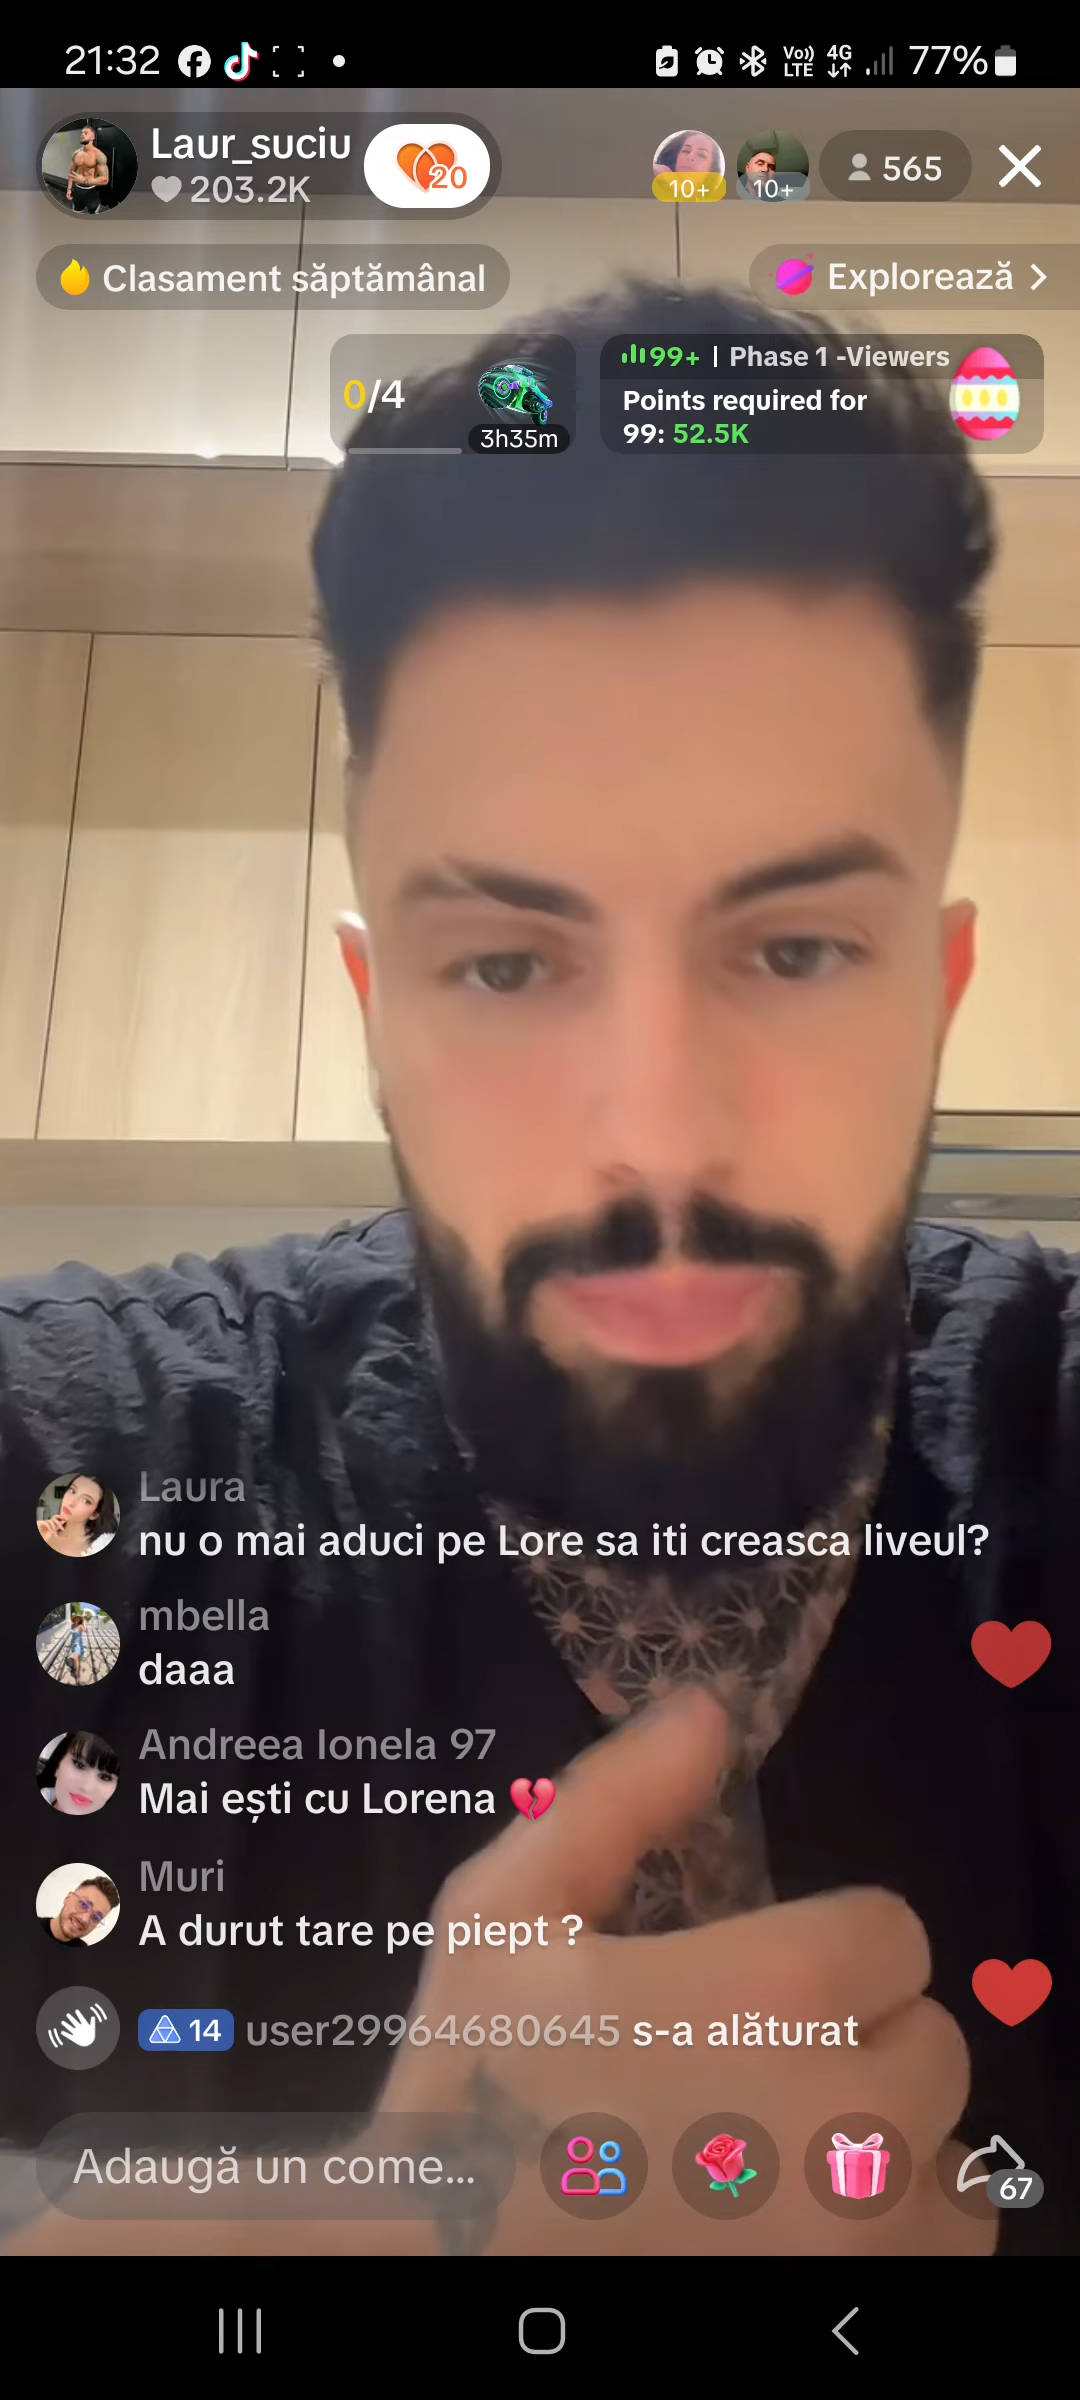 21:32
Vo)) LTE 4G 77%
Laur_suciu
203.2K
20
10+
10+
565
Clasament săptămânal
Explorează
0/4
3h35m
99+ | Phase 1 -Viewers
Points required for
99: 52.5K
Laura
nu o mai aduci pe Lore sa iti creasca liveul?
mbella
daaa
Andreea Ionela 97
Mai ești cu Lorena 💔
Muri
A durut tare pe piept ?
14 user29964680645 s-a alăturat
Adaugă un come...
67